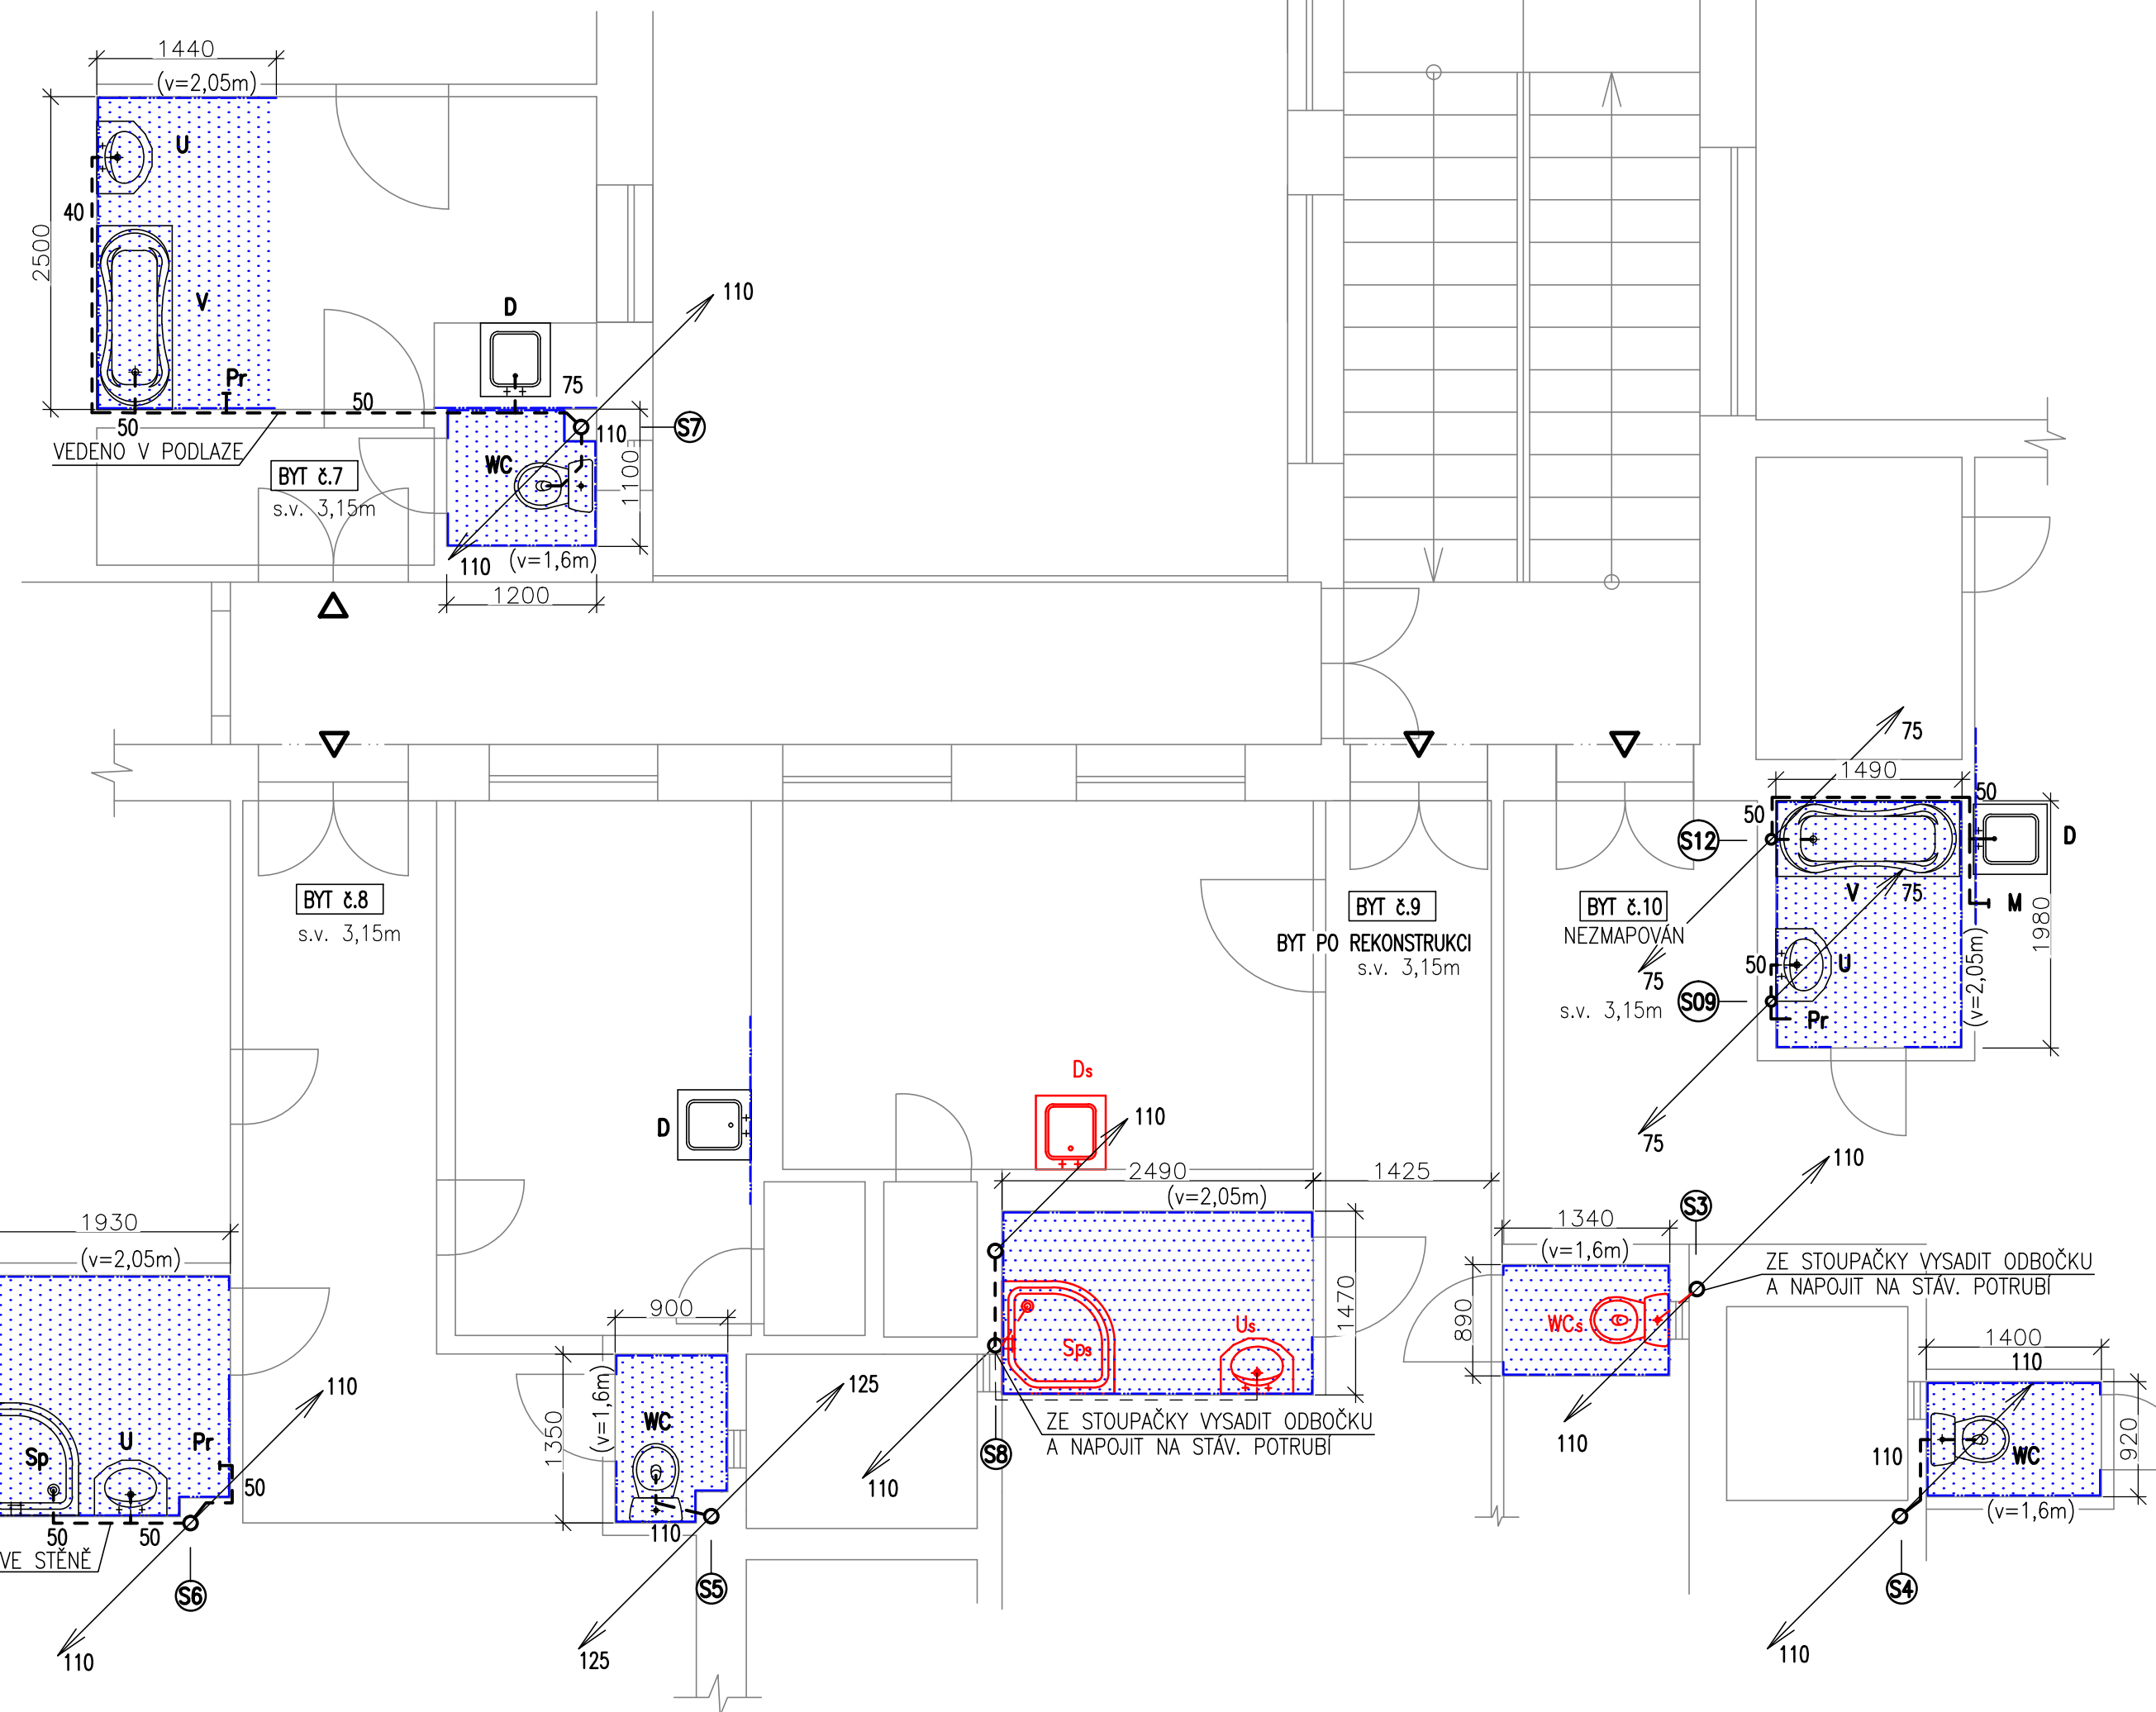 1440
(v=2,05m)
U
40
2500
V
D
110
Pr
50
75
50
VEDENO V PODLAZE
110
S7
WC
BYT č.7
s.v. 3,15m
1100
(v=1,6m)
110
1200
75
1490
50
50
S12
D
V
75
M
BYT č.8
s.v. 3,15m
BYT č.9
BYT PO REKONSTRUKCI
s.v. 3,15m
BYT č.10
NEZMAPOVÁN
1980
(v=2,05m)
50
U
75
s.v. 3,15m
S09
Pr
Ds
D
110
75
2490
1425
110
(v=2,05m)
S3
1930
1340
(v=2,05m)
(v=1,6m)
ZE STOUPAČKY VYSADIT ODBOČKU
A NAPOJIT NA STÁV. POTRUBÍ
900
1470
890
WCs
Us
Sps
1400
110
110
125
(v=1,6m)
1350
WC
ZE STOUPAČKY VYSADIT ODBOČKU
A NAPOJIT NA STÁV. POTRUBÍ
110
Sp
U
Pr
S8
110
110
WC
920
50
(v=1,6m)
50
50
110
VE STĚNĚ
S6
S5
S4
110
125
110